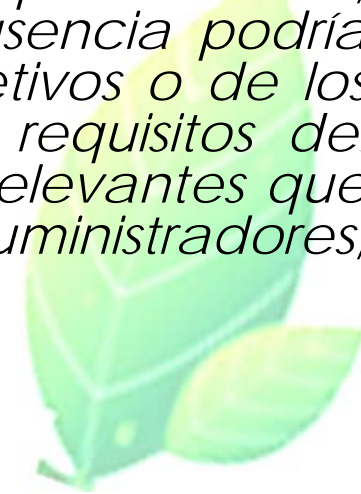 usencia podría
etivos o de los
requisitos de
elevantes que
uministradores,